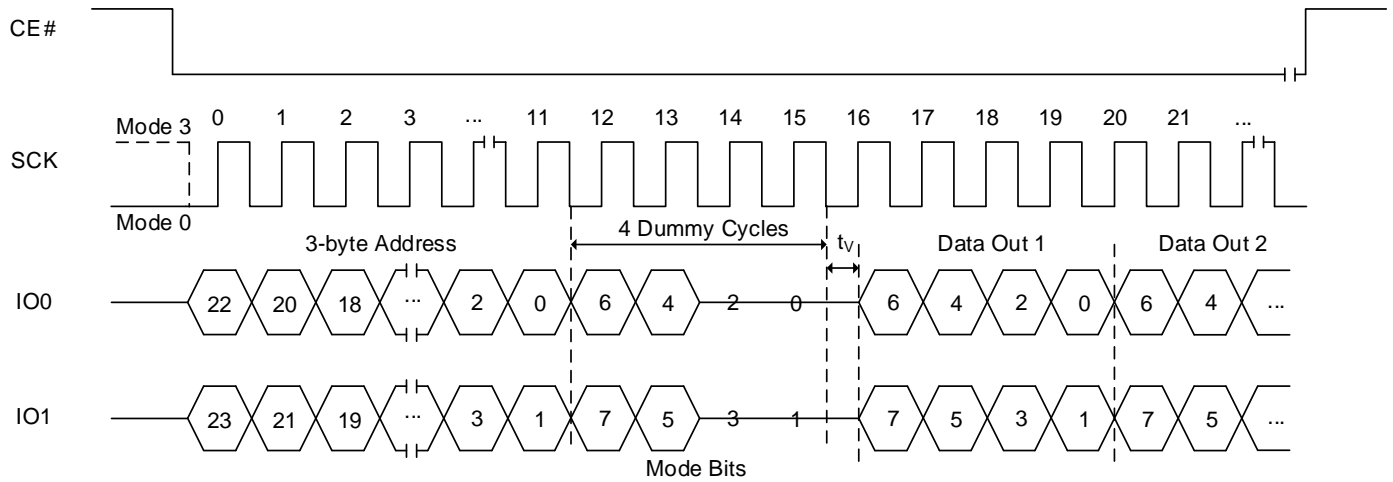 CE#
0 1 2 3 ... 11 12 13 14 15 16 17 18 19 20 21 ...
Mode 3
SCK
Mode 0
4 Dummy Cycles
3-byte Address tV Data Out 1 Data Out 2
IO0 22 20 18 ... 2 0 6 4 2 0 6 4 2 0 6 4 ...
IO1 23 21 19 ... 3 1 7 5 3 1 7 5 3 1 7 5 ...
Mode Bits